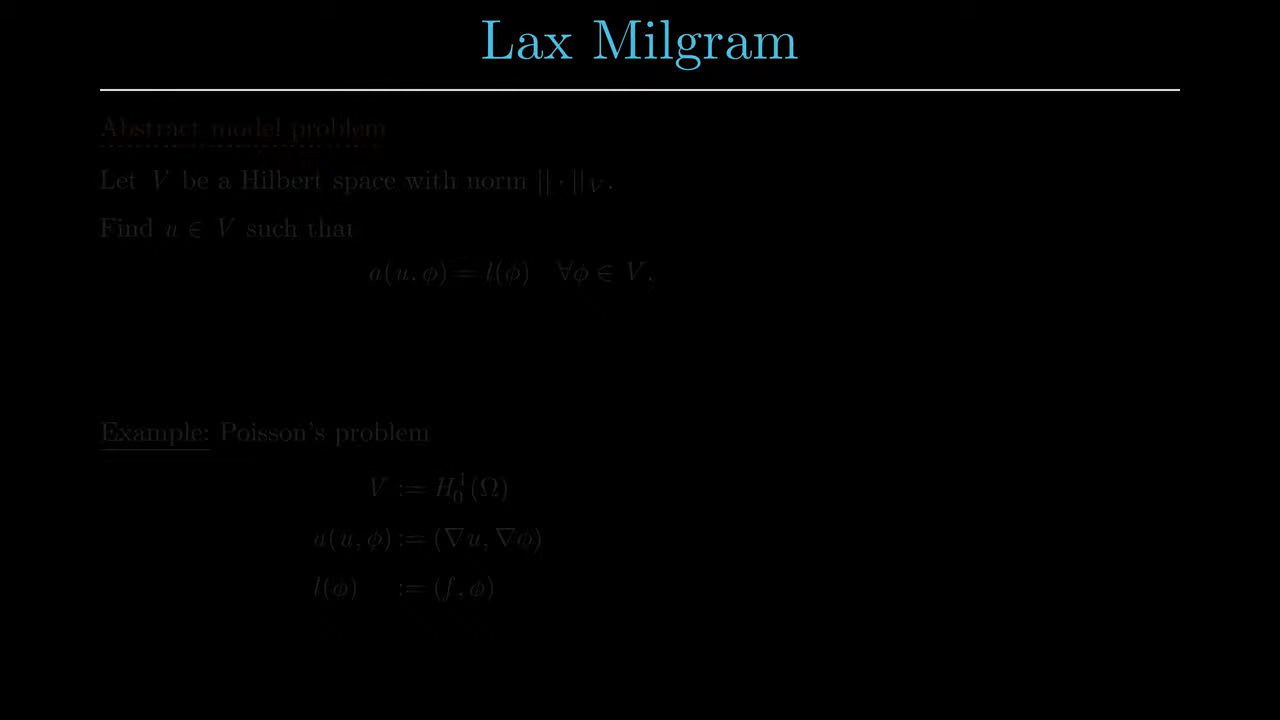 Lax Milgram
Abstract model problem
Let V be a Hilbert space with norm ||·||_V.
Find u ∈ V such that
a(u, ϕ) = l(ϕ) ∀ϕ ∈ V.
Example: Poisson's problem
V := H_0^1(Ω)
a(u, ϕ) := (∇u, ∇ϕ)
l(ϕ) := (f, ϕ)